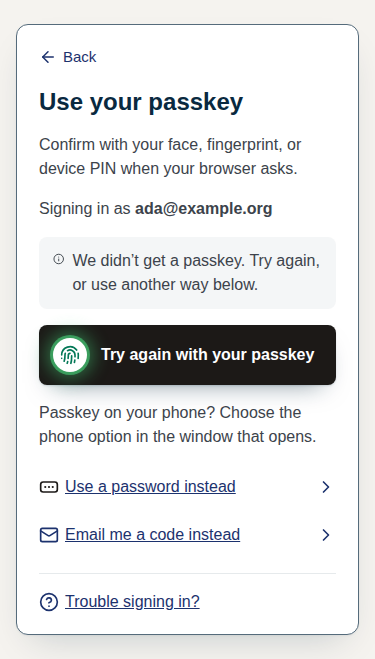 Back
Use your passkey
Confirm with your face, fingerprint, or
device PIN when your browser asks.
Signing in as ada@example.org
We didn’t get a passkey. Try again,
or use another way below.
Try again with your passkey
Passkey on your phone? Choose the
phone option in the window that opens.
Use a password instead
Email me a code instead
Trouble signing in?